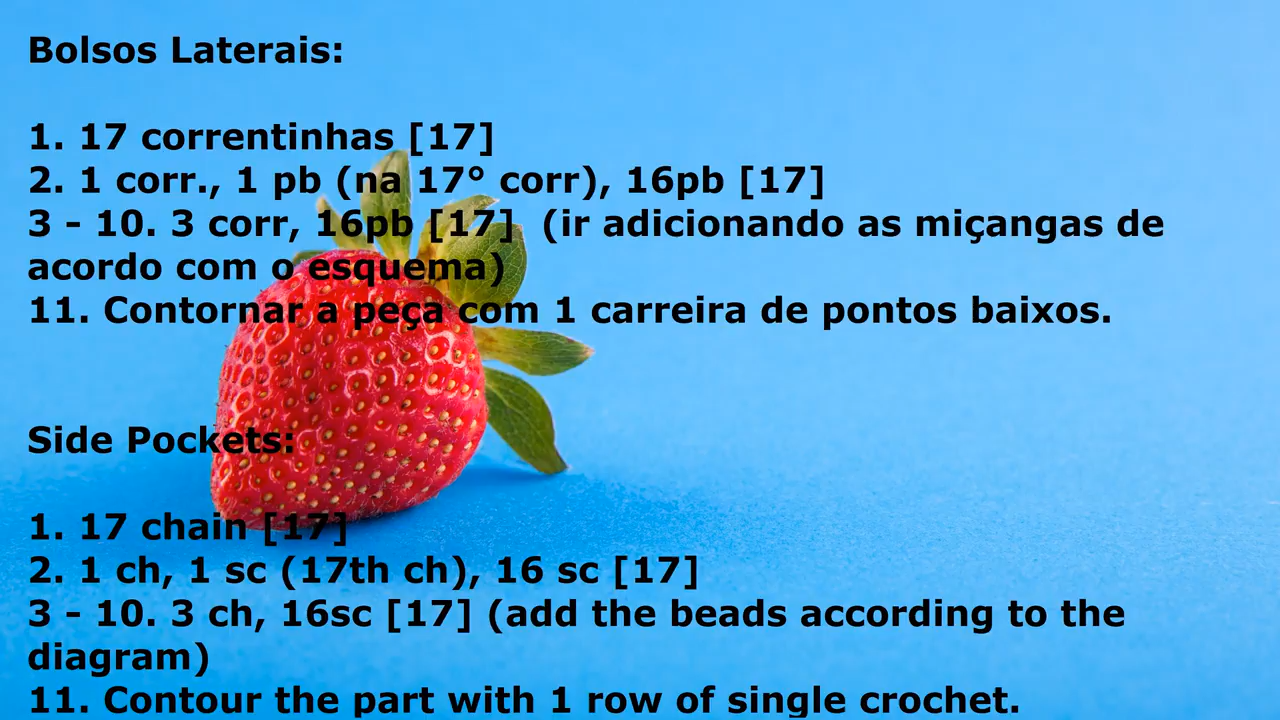 Bolsos Laterais:
1. 17 correntinhas [17]
2. 1 corr., 1 pb (na 17° corr), 16pb [17]
3 - 10. 3 corr, 16pb [17]  (ir adicionando as miçangas de
acordo com o esquema)
11. Contornar a peça com 1 carreira de pontos baixos.
Side Pockets:
1. 17 chain [17]
2. 1 ch, 1 sc (17th ch), 16 sc [17]
3 - 10. 3 ch, 16sc [17] (add the beads according to the
diagram)
11. Contour the part with 1 row of single crochet.